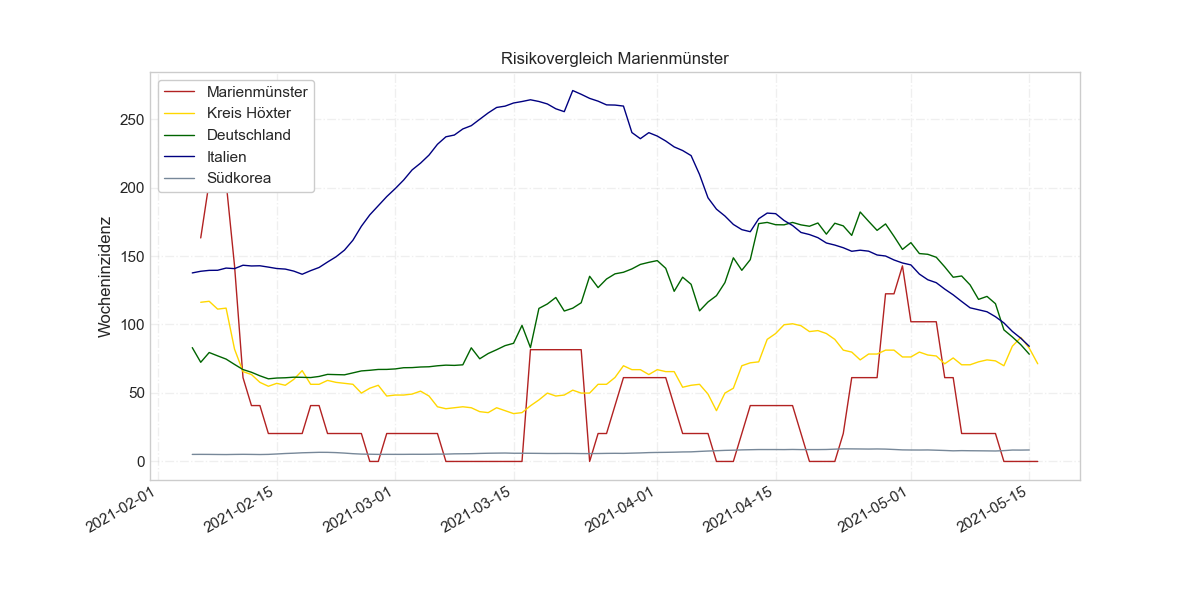 Risikovergleich Marienmünster
Marienmünster
Kreis Höxter
Deutschland
Italien
Südkorea
Wocheninzidenz
250
200
150
100
50
0
2021-02-01
2021-02-15
2021-03-01
2021-03-15
2021-04-01
2021-04-15
2021-05-01
2021-05-15